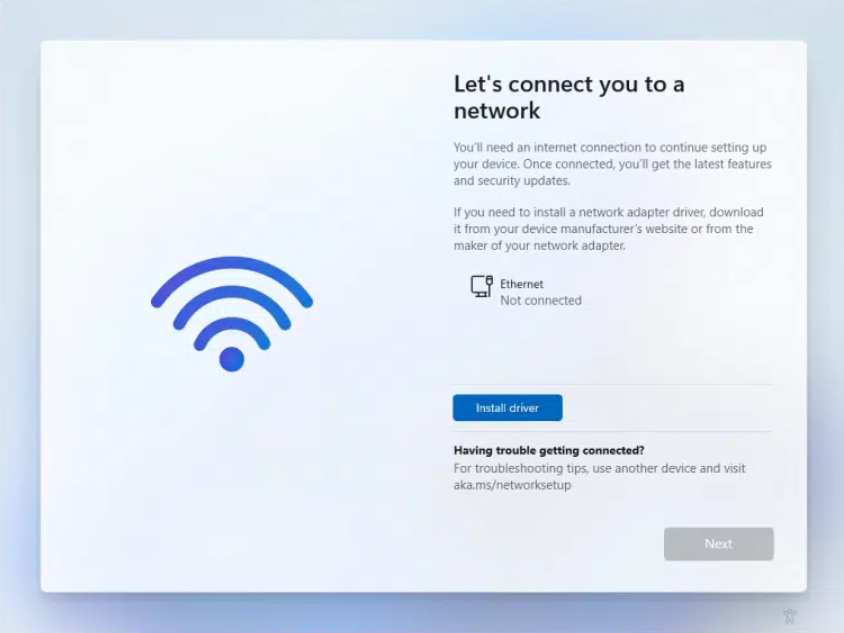 Let's connect you to a
network
You'll need an internet connection to continue setting up
your device. Once connected, you'll get the latest features
and security updates.
If you need to install a network adapter driver, download
it from your device manufacturer's website or from the
maker of your network adapter.
Ethernet
Not connected
Install driver
Having trouble getting connected?
For troubleshooting tips, use another device and visit
aka.ms/networksetup
Next